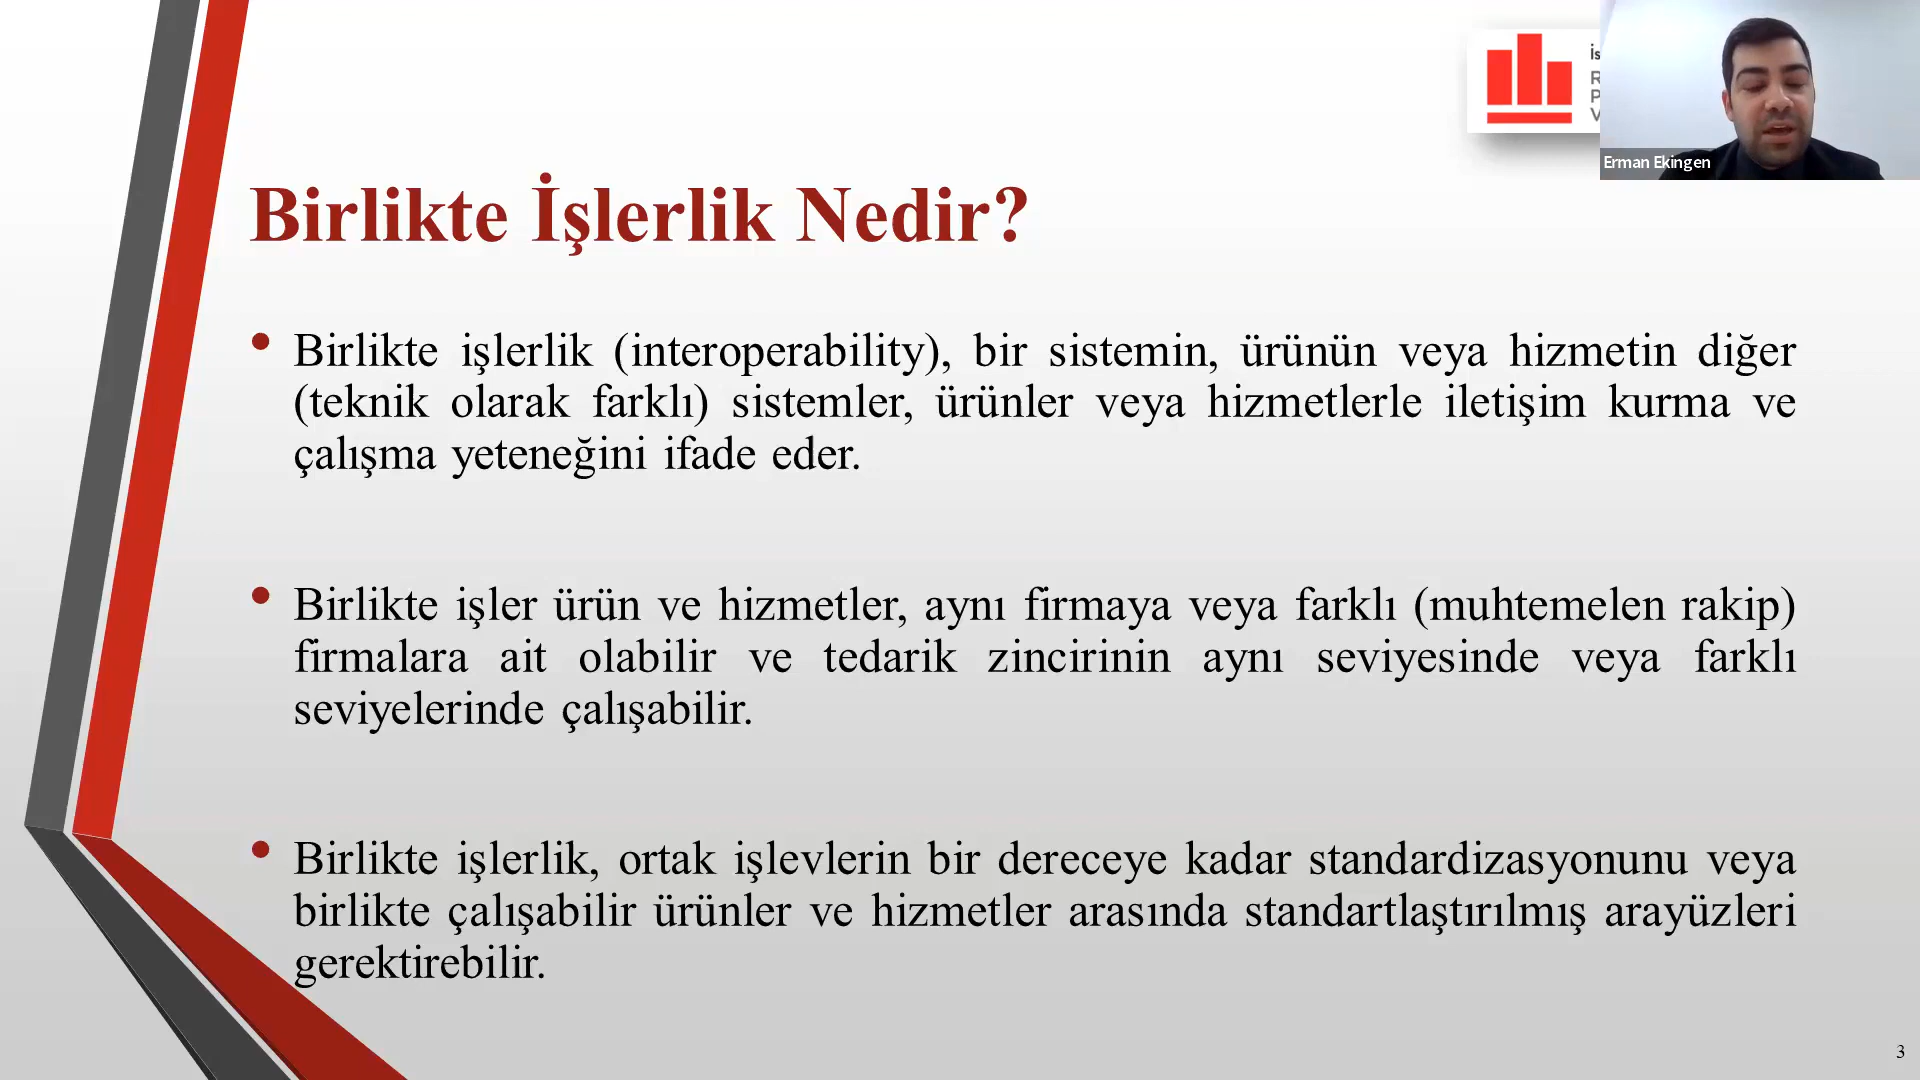 İs
R
P
V
Erman Ekingen
Birlikte İşlerlik Nedir?
• Birlikte işlerlik (interoperability), bir sistemin, ürünün veya hizmetin diğer
(teknik olarak farklı) sistemler, ürünler veya hizmetlerle iletişim kurma ve
çalışma yeteneğini ifade eder.
• Birlikte işler ürün ve hizmetler, aynı firmaya veya farklı (muhtemelen rakip)
firmalara ait olabilir ve tedarik zincirinin aynı seviyesinde veya farklı
seviyelerinde çalışabilir.
• Birlikte işlerlik, ortak işlevlerin bir dereceye kadar standardizasyonunu veya
birlikte çalışabilir ürünler ve hizmetler arasında standartlaştırılmış arayüzleri
gerektirebilir.
3